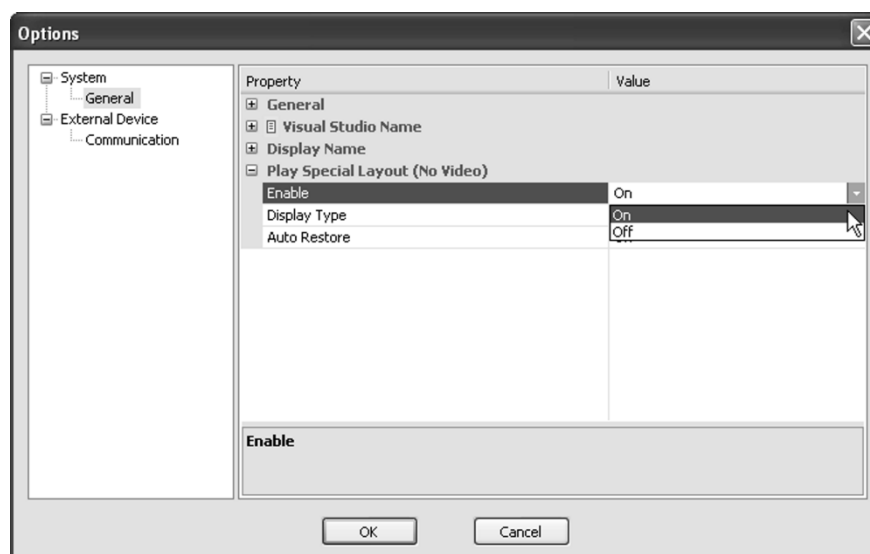 Options
System
General
External Device
Communication
Property Value
General
Visual Studio Name
Display Name
Play Special Layout (No Video)
Enable On
Display Type On
Auto Restore Off
Enable
OK Cancel